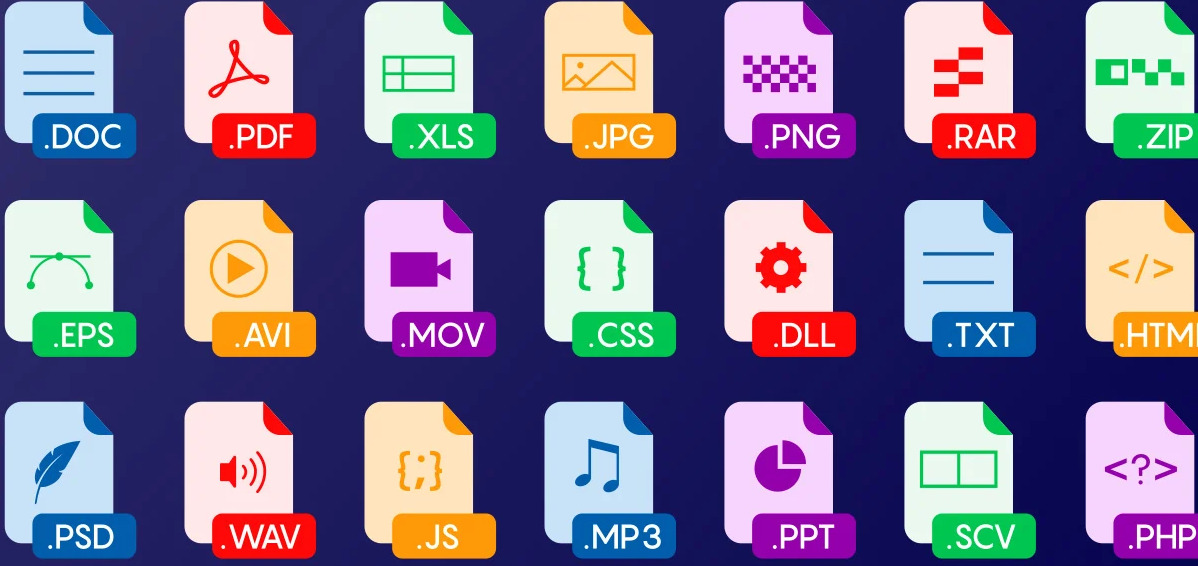 .DOC .PDF .XLS .JPG .PNG .RAR .ZIP
.EPS .AVI .MOV .CSS .DLL .TXT .HTM
</> 
.PSD .WAV .JS .MP3 .PPT .SCV .PHP
{;} <?>